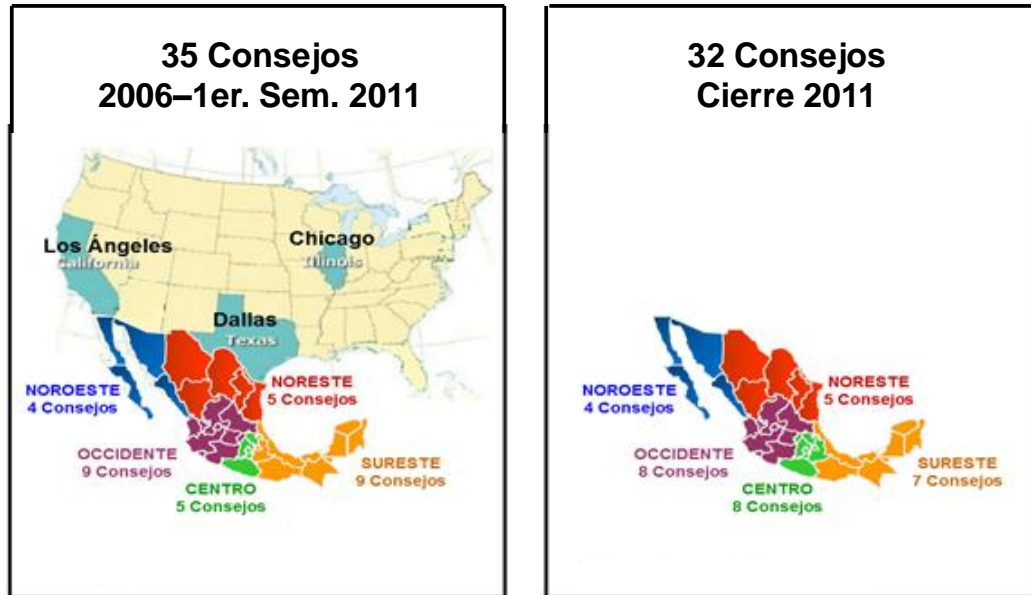 35 Consejos
2006–1er. Sem. 2011
Los Ángeles
California
Chicago
Illinois
Dallas
Texas
NOROESTE
4 Consejos
NORESTE
5 Consejos
OCCIDENTE
9 Consejos
SURESTE
9 Consejos
CENTRO
5 Consejos
32 Consejos
Cierre 2011
NOROESTE
4 Consejos
NORESTE
5 Consejos
OCCIDENTE
8 Consejos
SURESTE
7 Consejos
CENTRO
8 Consejos